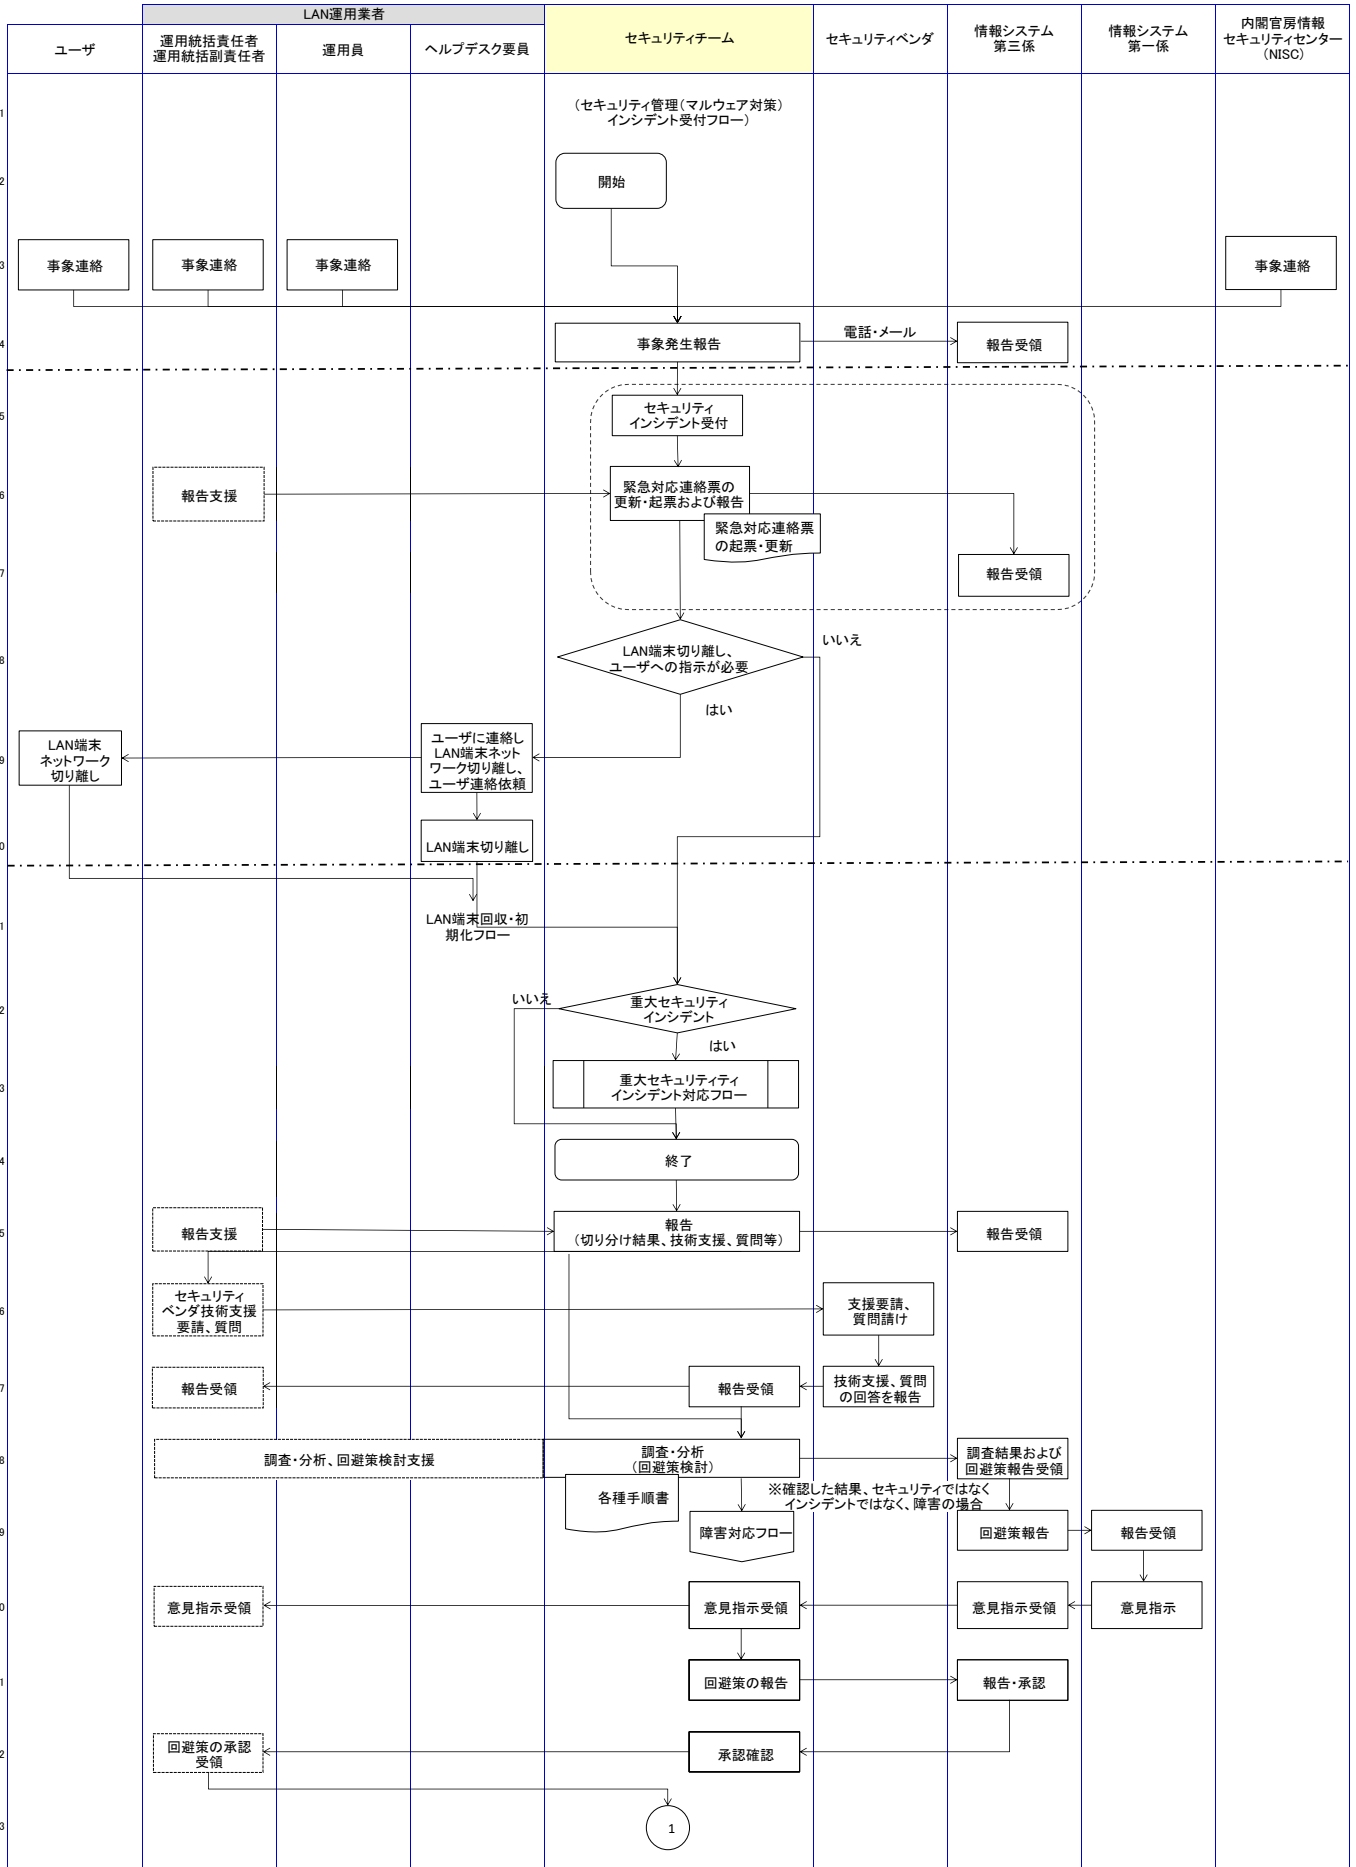 LAN運用業者
ユーザ
運用統括責任者
運用統括副責任者
運用員
ヘルプデスク要員
セキュリティチーム
セキュリティベンダ
情報システム
第三係
情報システム
第一係
内閣官房情報
セキュリティセンター
(NISC)
1
(セキュリティ管理(マルウェア対策)
インシデント受付フロー)
2
開始
3
事象連絡
事象連絡
事象連絡
事象連絡
4
事象発生報告
電話・メール
報告受領
5
セキュリティ
インシデント受付
6
報告支援
緊急対応連絡票の
更新・起票および報告
緊急対応連絡票
の起票・更新
7
報告受領
8
LAN端末切り離し、
ユーザへの指示が必要
いいえ
はい
9
LAN端末
ネットワーク
切り離し
ユーザに連絡し
LAN端末ネット
ワーク切り離し、
ユーザ連絡依頼
0
LAN端末切り離し
1
LAN端末回収・初
期化フロー
2
いいえ
重大セキュリティ
インシデント
はい
3
重大セキュリティティ
インシデント対応フロー
4
終了
5
報告支援
報告
(切り分け結果、技術支援、質問等)
報告受領
6
セキュリティ
ベンダ技術支援
要請、質問
支援要請、
質問請け
7
報告受領
報告受領
技術支援、質問
の回答を報告
8
調査・分析、回避策検討支援
調査・分析
(回避策検討)
調査結果および
回避策報告受領
各種手順書
※確認した結果、セキュリティではなく
インシデントではなく、障害の場合
9
障害対応フロー
回避策報告
報告受領
0
意見指示受領
意見指示受領
意見指示受領
意見指示
1
回避策の報告
報告・承認
2
回避策の承認
受領
承認確認
3
1